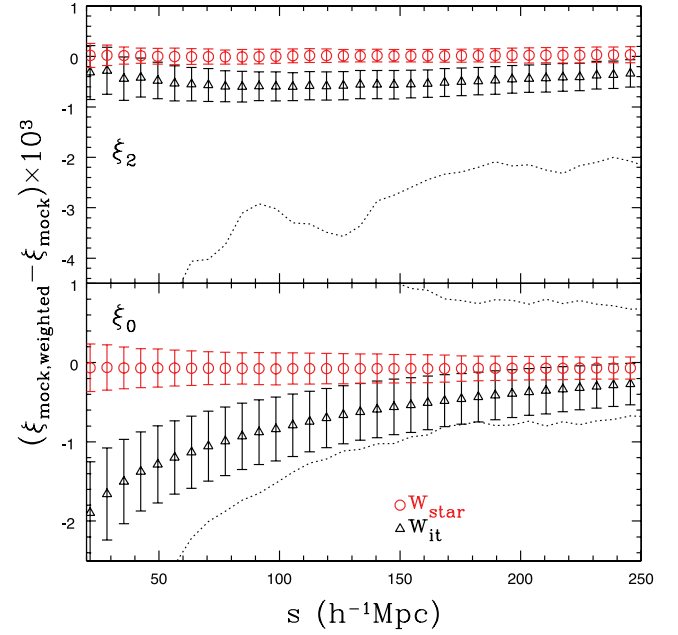 (ξmock,weighted −ξmock)×10³
1
0
-1
-2
-3
-4
ξ2
1
0
-1
-2
ξ0
Wstar
Wit
50
100
150
200
250
s (h⁻¹Mpc)